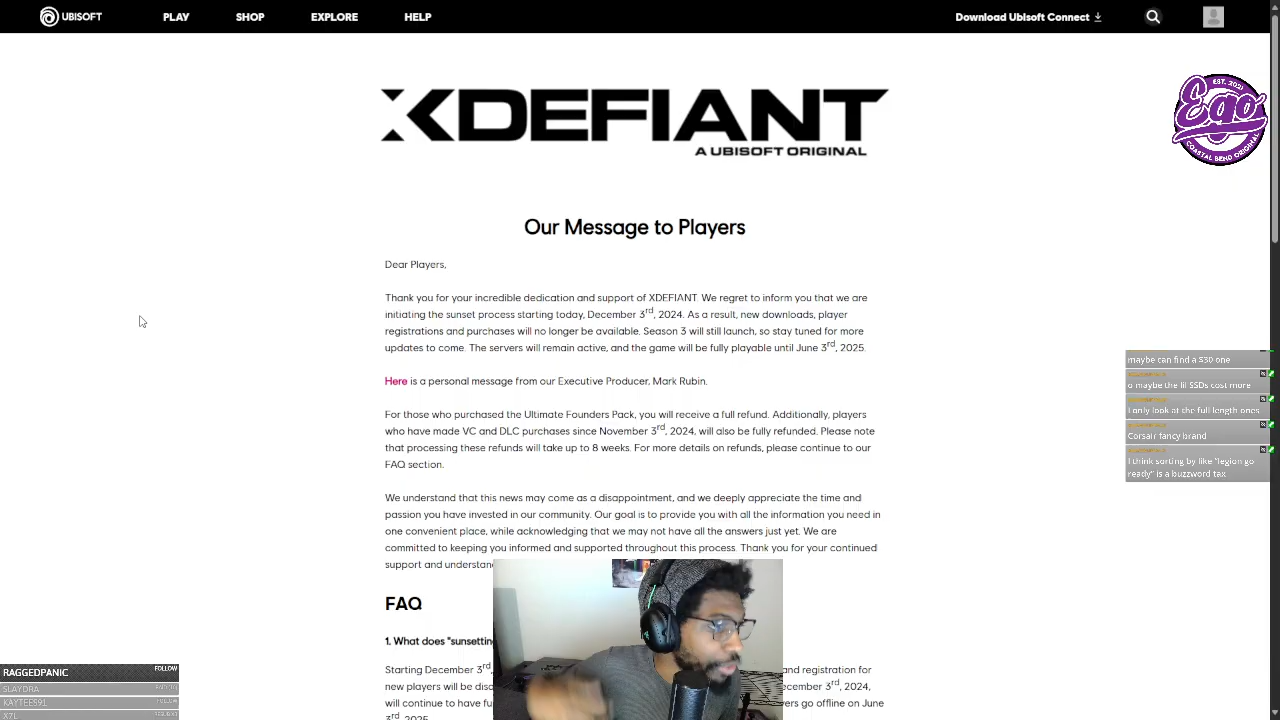 UBISOFT
PLAY
SHOP
EXPLORE
HELP
Download Ubisoft Connect
XDEFIANT
A UBISOFT ORIGINAL
EST. 2021
Ego
COASTAL BEND ORIGINAL
Our Message to Players
Dear Players,
Thank you for your incredible dedication and support of XDEFIANT. We regret to inform you that we are
initiating the sunset process starting today, December 3rd, 2024. As a result, new downloads, player
registrations and purchases will no longer be available. Season 3 will still launch, so stay tuned for more
updates to come. The servers will remain active, and the game will be fully playable until June 3rd, 2025.
Here is a personal message from our Executive Producer, Mark Rubin.
For those who purchased the Ultimate Founders Pack, you will receive a full refund. Additionally, players
who have made VC and DLC purchases since November 3rd, 2024, will also be fully refunded. Please note
that processing these refunds will take up to 8 weeks. For more details on refunds, please continue to our
FAQ section.
We understand that this news may come as a disappointment, and we deeply appreciate the time and
passion you have invested in our community. Our goal is to provide you with all the information you need in
one convenient place, while acknowledging that we may not have all the answers just yet. We are
committed to keeping you informed and supported throughout this process. Thank you for your continued
support and understan
FAQ
1. What does "sunsetting
Starting December 3rd, and registration for
new players will be disc ecember 3rd, 2024,
will continue to have fu ers go offline on June
3rd, 2025.
maybe can find a $30 one
o maybe the lil SSDs cost more
I only look at the full length ones
Corsair fancy brand
I think sorting by like "legion go
ready" is a buzzword tax
RAGGEDPANIC FOLLOW
SLAYDRA
KAYTEE591 FOLLOW
X7L